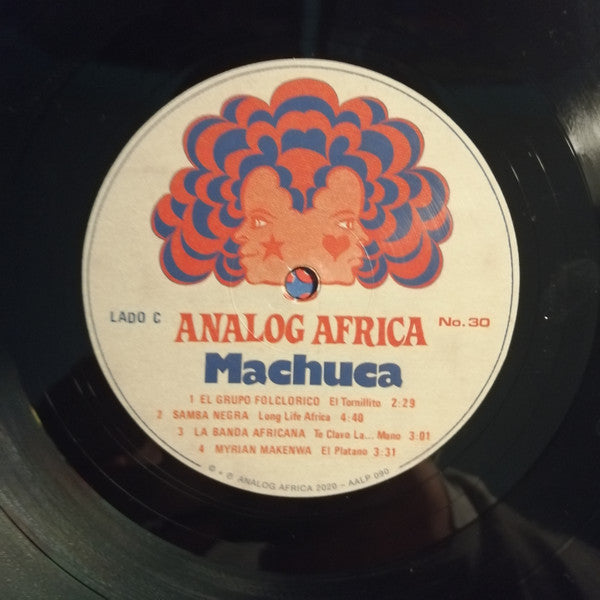 LADO C
ANALOG AFRICA
No. 30
Machuca
1 EL GRUPO FOLCLORICO El Tornillito 2:29
2 SAMBA NEGRA Long Life Africa 4:40
3 LA BANDA AFRICANA Te Clavo La... Mano 3:01
4 MYRIAN MAKENWA El Platano 3:31
© + ℗ ANALOG AFRICA 2020 – AALP 090